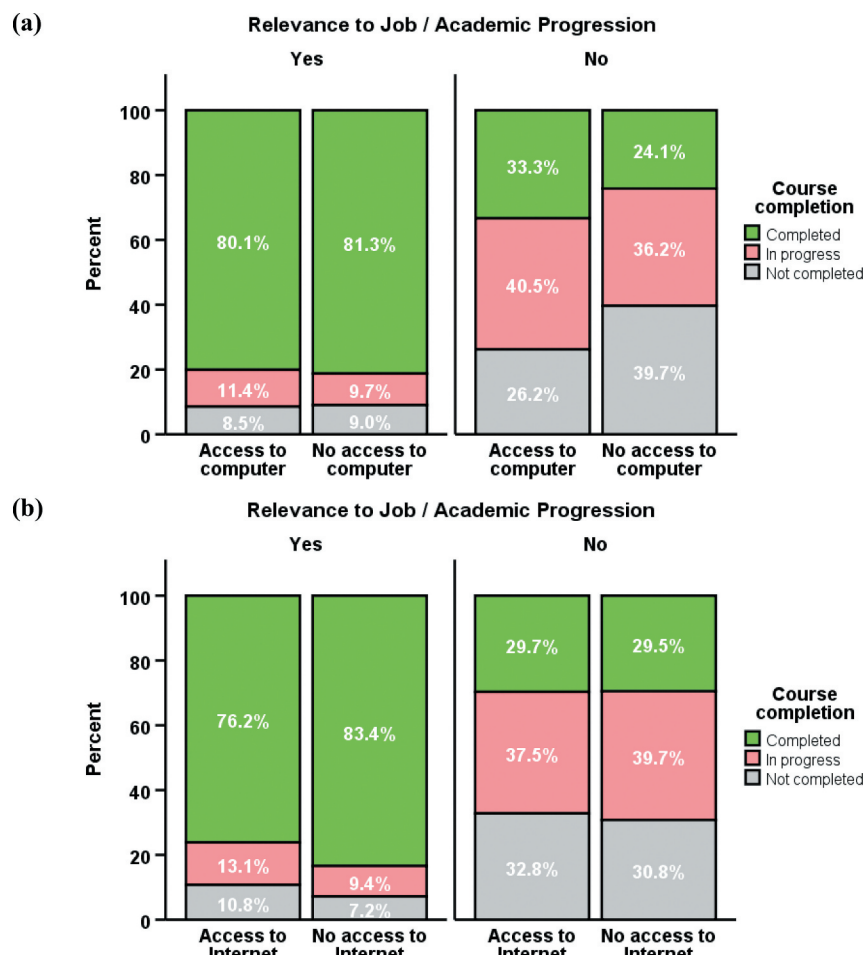 (a)
Relevance to Job / Academic Progression
Yes
No
100
80
60
40
20
0
Percent
80.1%
11.4%
8.5%
81.3%
9.7%
9.0%
33.3%
40.5%
26.2%
24.1%
36.2%
39.7%
Access to
computer
No access to
computer
Access to
computer
No access to
computer
Course
completion
Completed
In progress
Not completed
(b)
Relevance to Job / Academic Progression
Yes
No
100
80
60
40
20
0
Percent
76.2%
13.1%
10.8%
83.4%
9.4%
7.2%
29.7%
37.5%
32.8%
29.5%
39.7%
30.8%
Access to
Internet
No access to
Internet
Access to
Internet
No access to
Internet
Course
completion
Completed
In progress
Not completed